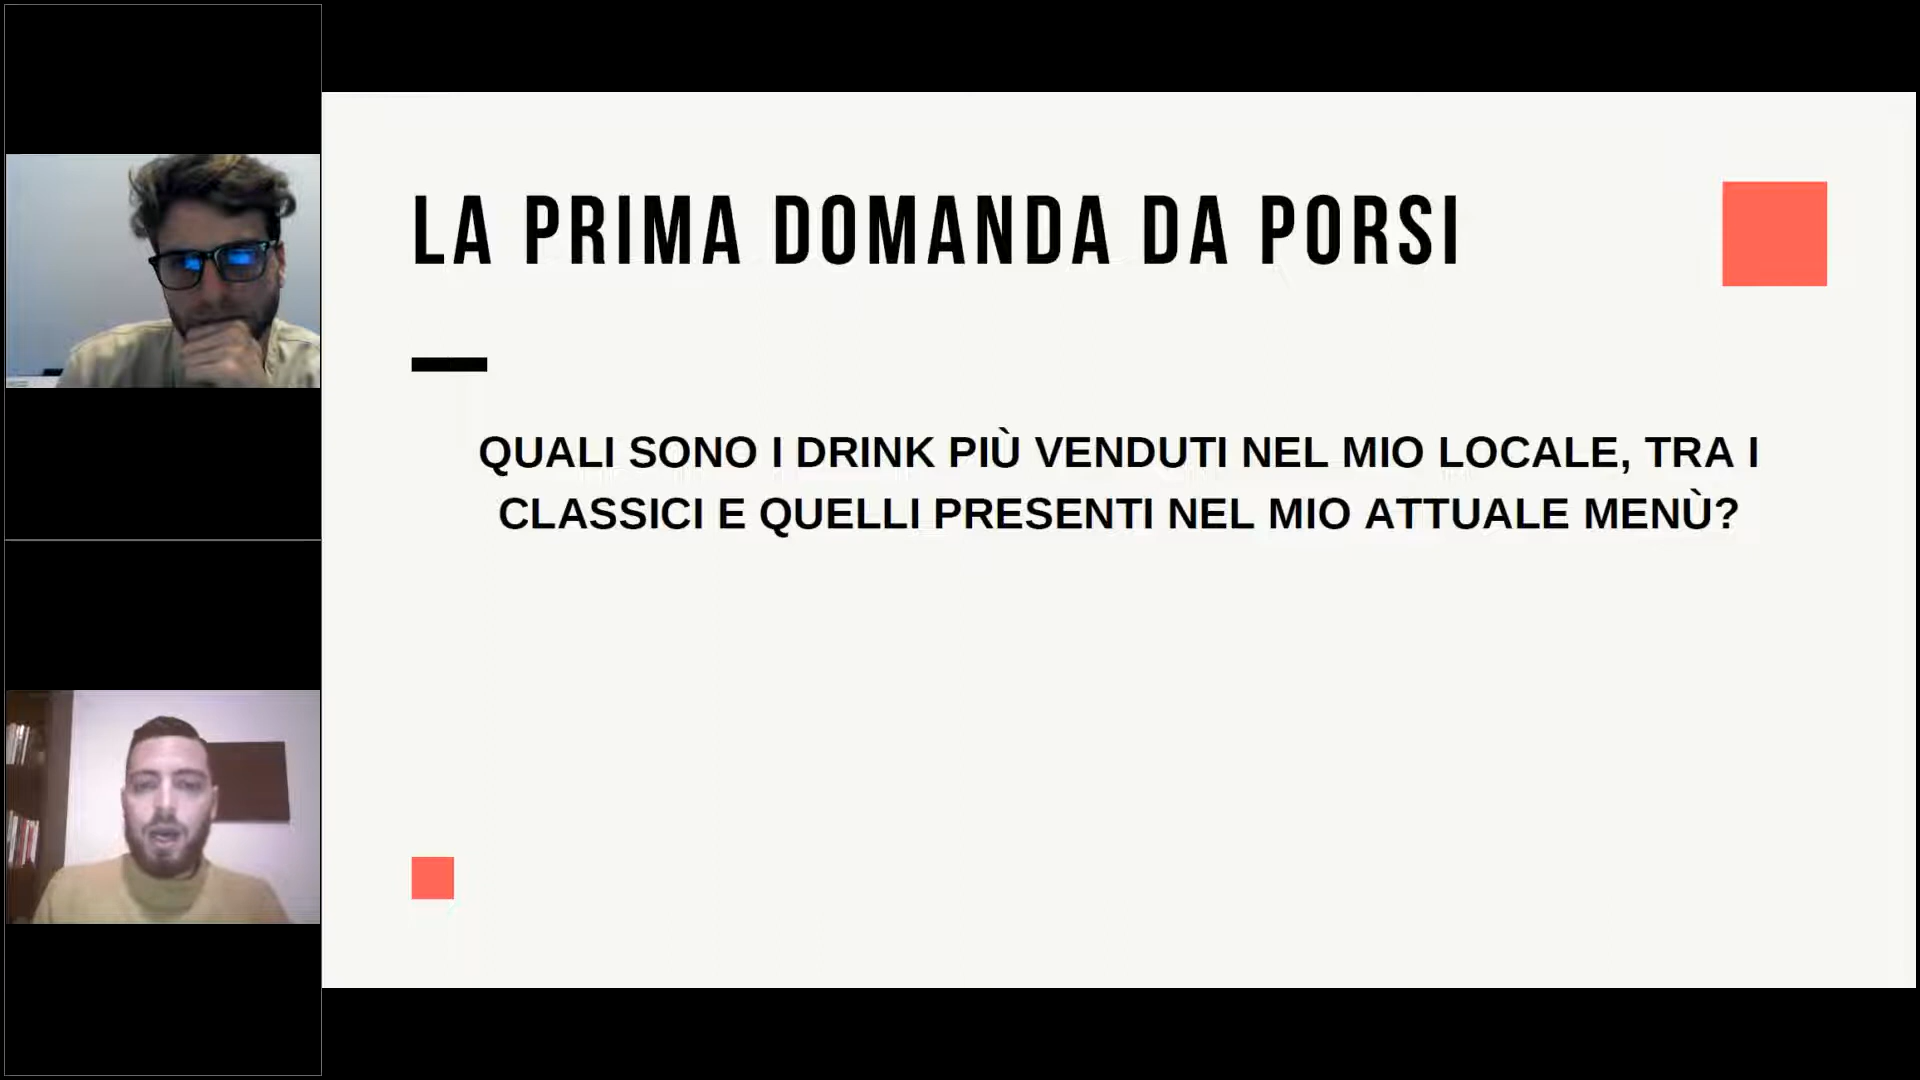 LA PRIMA DOMANDA DA PORSI
QUALI SONO I DRINK PIÙ VENDUTI NEL MIO LOCALE, TRA I
CLASSICI E QUELLI PRESENTI NEL MIO ATTUALE MENÙ?